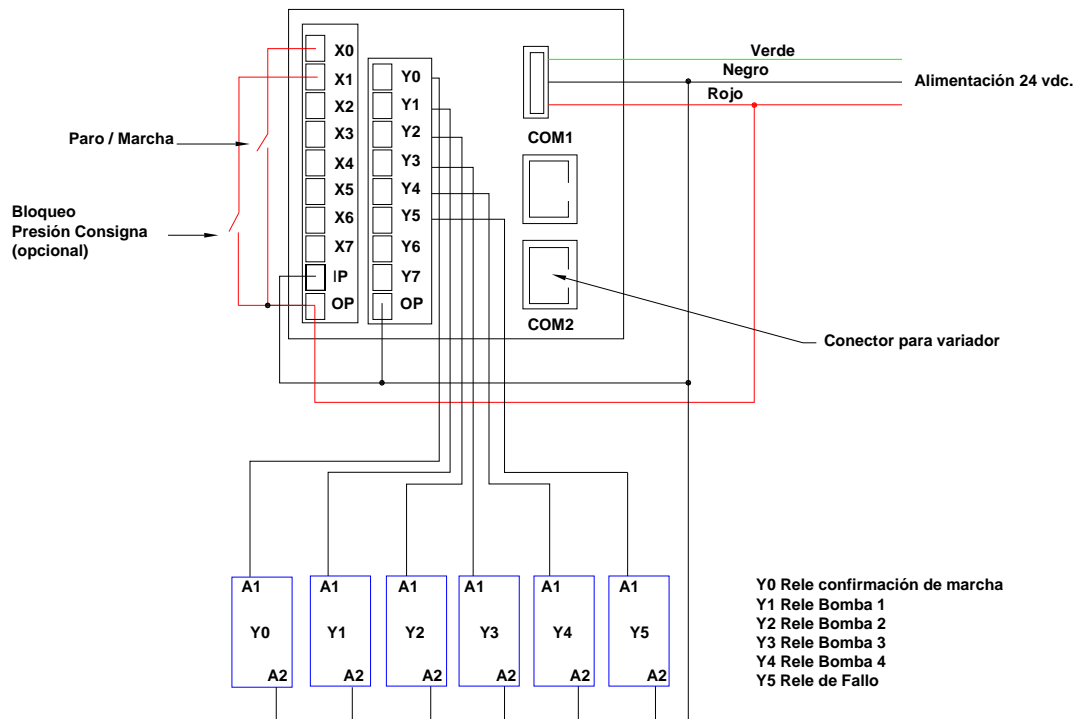 X0
X1
X2
X3
X4
X5
X6
X7
IP
OP
Y0
Y1
Y2
Y3
Y4
Y5
Y6
Y7
OP
COM1
COM2
Verde
Negro
Rojo
Alimentación 24 vdc.
Paro / Marcha
Bloqueo
Presión Consigna
(opcional)
Conector para variador
A1
Y0
A2
A1
Y1
A2
A1
Y2
A2
A1
Y3
A2
A1
Y4
A2
A1
Y5
A2
Y0 Rele confirmación de marcha
Y1 Rele Bomba 1
Y2 Rele Bomba 2
Y3 Rele Bomba 3
Y4 Rele Bomba 4
Y5 Rele de Fallo